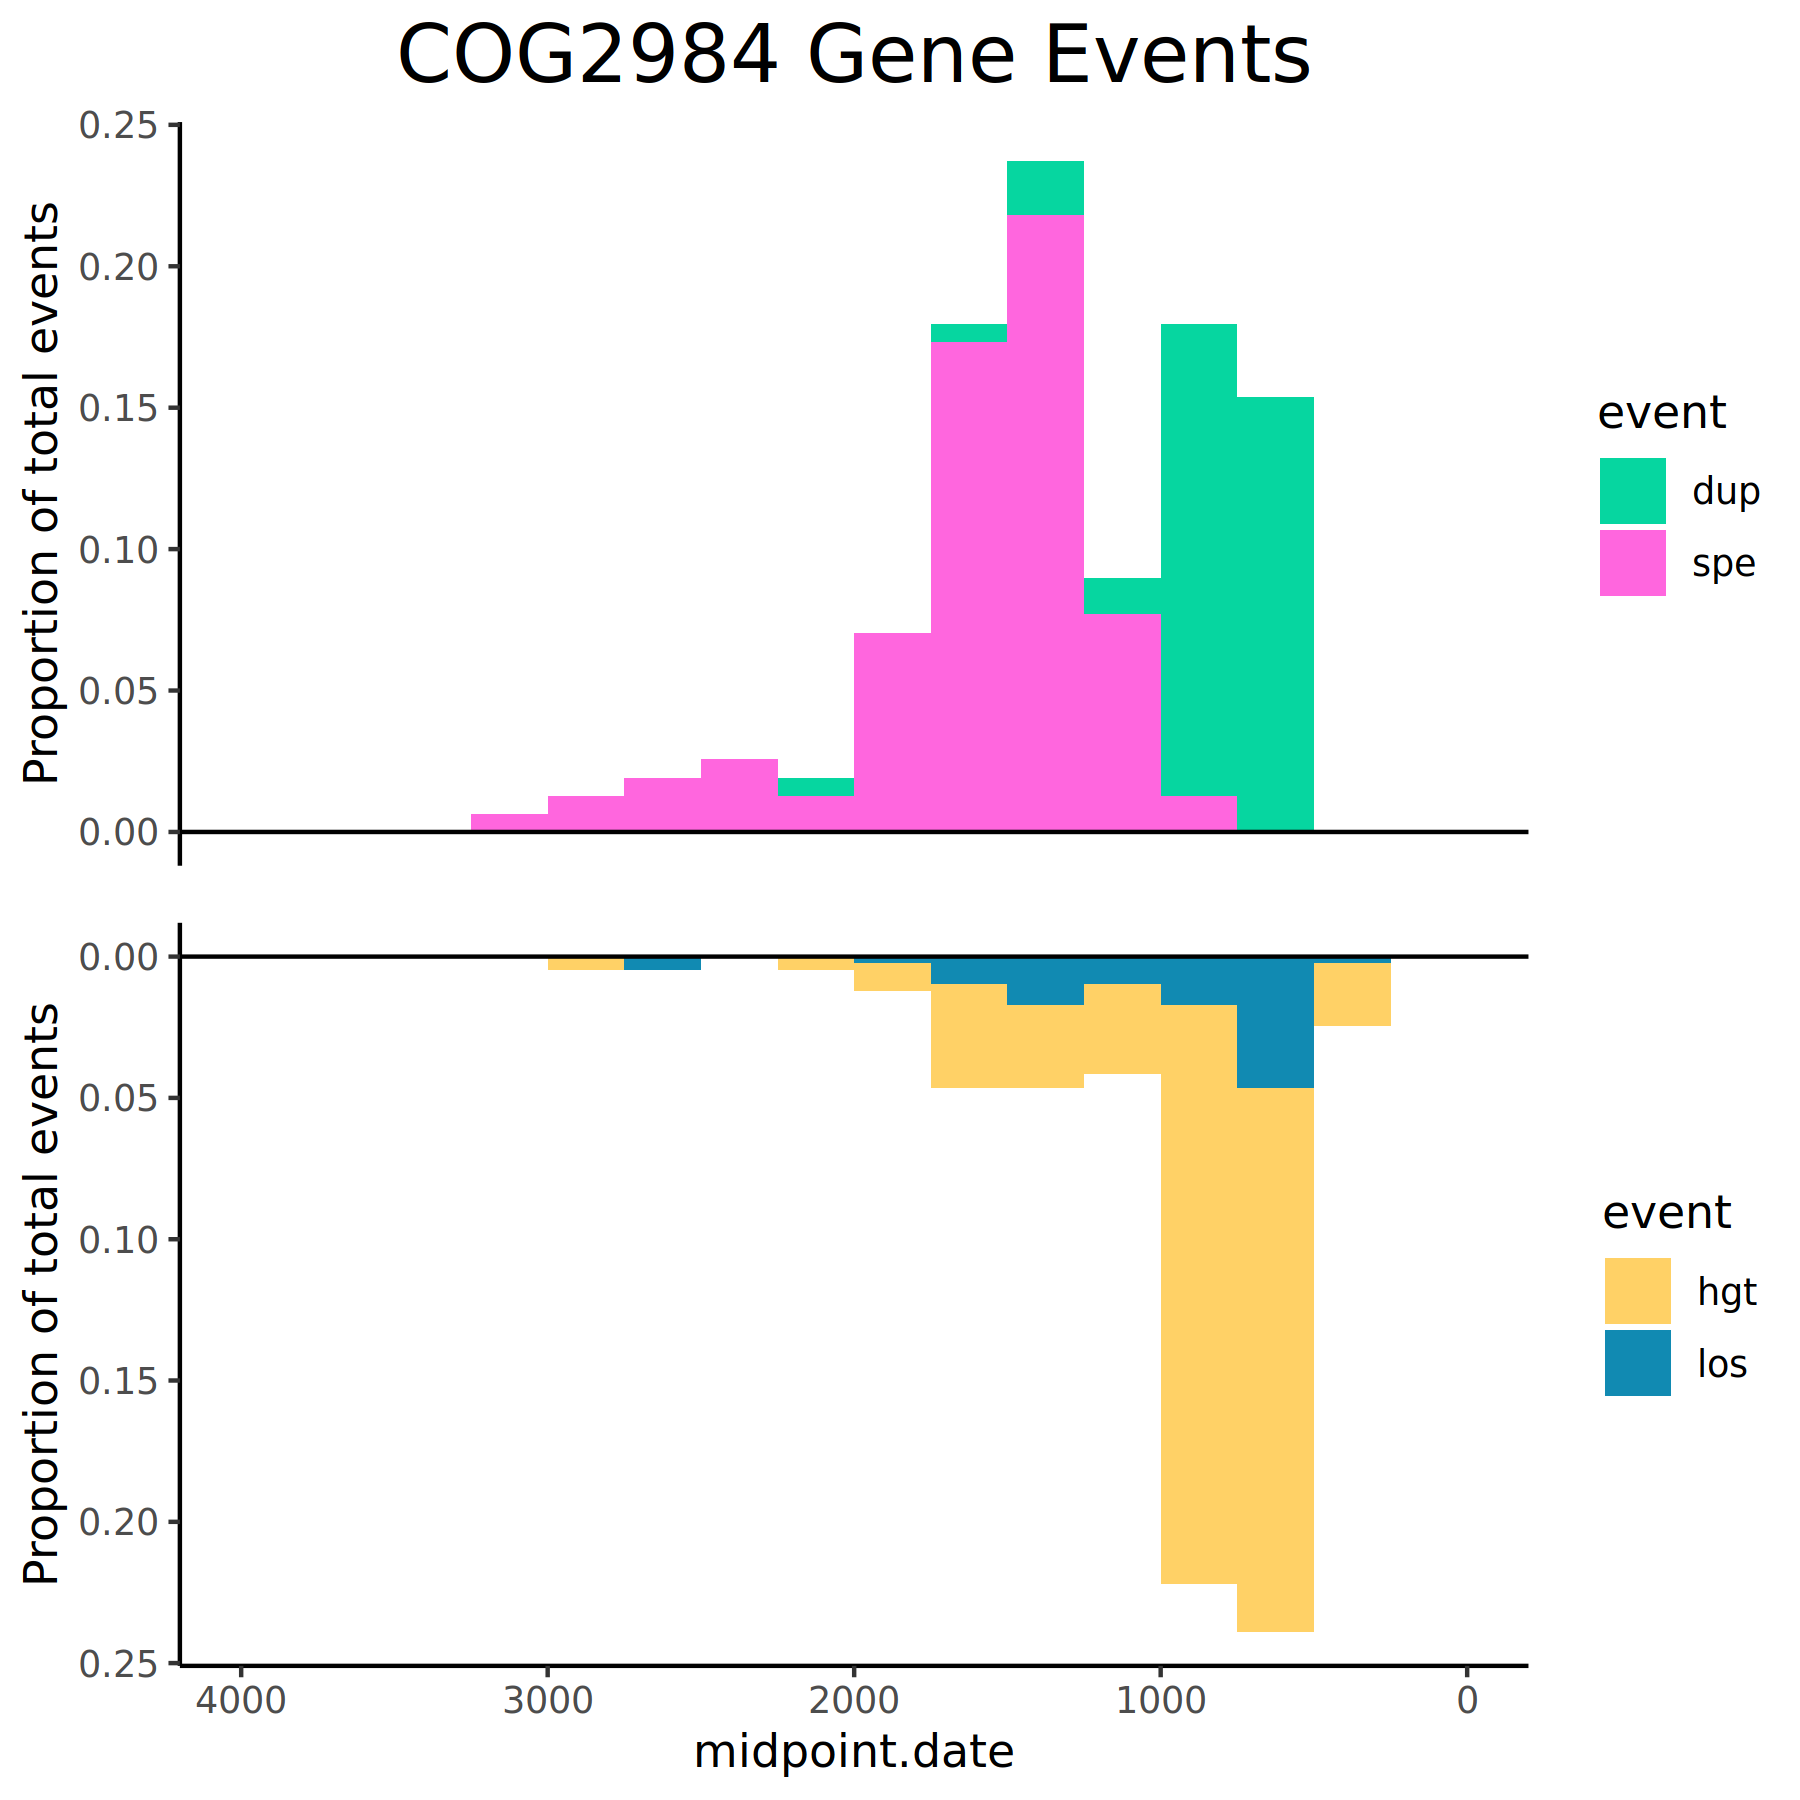 COG2984 Gene Events
Proportion of total events
0.25
0.20
0.15
0.10
0.05
0.00
event
dup
spe
Proportion of total events
0.00
0.05
0.10
0.15
0.20
0.25
event
hgt
los
4000 3000 2000 1000 0
midpoint.date